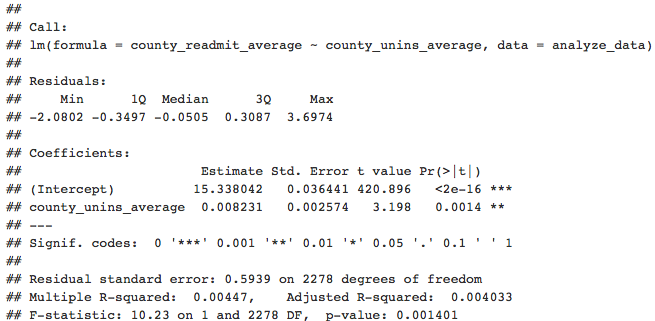 ##
## Call:
## lm(formula = county_readmit_average ~ county_unins_average, data = analyze_data)
##
## Residuals:
##     Min      1Q  Median      3Q     Max
## -2.0802 -0.3497 -0.0505  0.3087  3.6974
##
## Coefficients:
##                       Estimate Std. Error t value Pr(>|t|)
## (Intercept)          15.338042   0.036441 420.896   <2e-16 ***
## county_unins_average  0.008231   0.002574   3.198   0.0014 **
## ---
## Signif. codes:  0 '***' 0.001 '**' 0.01 '*' 0.05 '.' 0.1 ' ' 1
##
## Residual standard error: 0.5939 on 2278 degrees of freedom
## Multiple R-squared:  0.00447,    Adjusted R-squared:  0.004033
## F-statistic: 10.23 on 1 and 2278 DF,  p-value: 0.001401